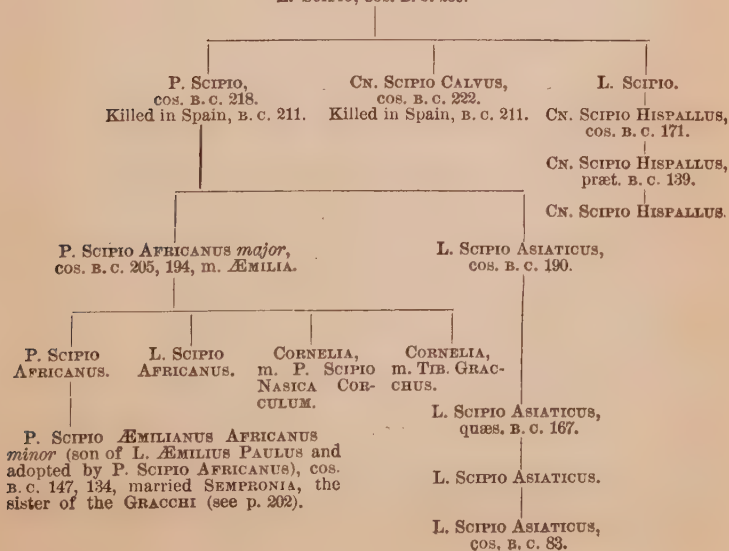 P. SCIPIO,
cos. B. C. 218.
Killed in Spain, B. C. 211.
CN. SCIPIO CALVUS,
cos. B. C. 222.
Killed in Spain, B. C. 211.
L. SCIPIO.
CN. SCIPIO HISPALLUS,
cos. B. C. 171.
CN. SCIPIO HISPALLUS,
præt. B. C. 139.
CN. SCIPIO HISPALLUS.
P. SCIPIO AFRICANUS major,
cos. B. C. 205, 194, m. ÆMILIA.
L. SCIPIO ASIATICUS,
cos. B. C. 190.
P. SCIPIO
AFRICANUS.
L. SCIPIO
AFRICANUS.
CORNELIA,
m. P. SCIPIO
NASICA COR-
CULUM.
CORNELIA,
m. TIB. GRAC-
CHUS.
P. SCIPIO ÆMILIANUS AFRICANUS
minor (son of L. ÆMILIUS PAULUS and
adopted by P. SCIPIO AFRICANUS), cos.
B. C. 147, 134, married SEMPRONIA, the
sister of the GRACCHI (see p. 202).
L. SCIPIO ASIATICUS,
quæs. B. C. 167.
L. SCIPIO ASIATICUS.
L. SCIPIO ASIATICUS,
cos. B. C. 83.